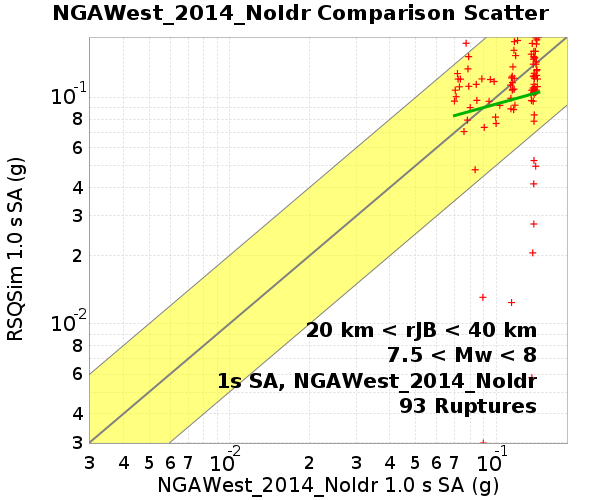 NGAWest_2014_NoIdr Comparison Scatter
10-1
8
6
4
3
2
10-2
8
6
4
3
RSQSim 1.0 s SA (g)
20 km < rJB < 40 km
7.5 < Mw < 8
1s SA, NGAWest_2014_NoIdr
93 Ruptures
3 4 5 6 7 10-2 2 3 4 5 6 7 10-1
NGAWest_2014_NoIdr 1.0 s SA (g)